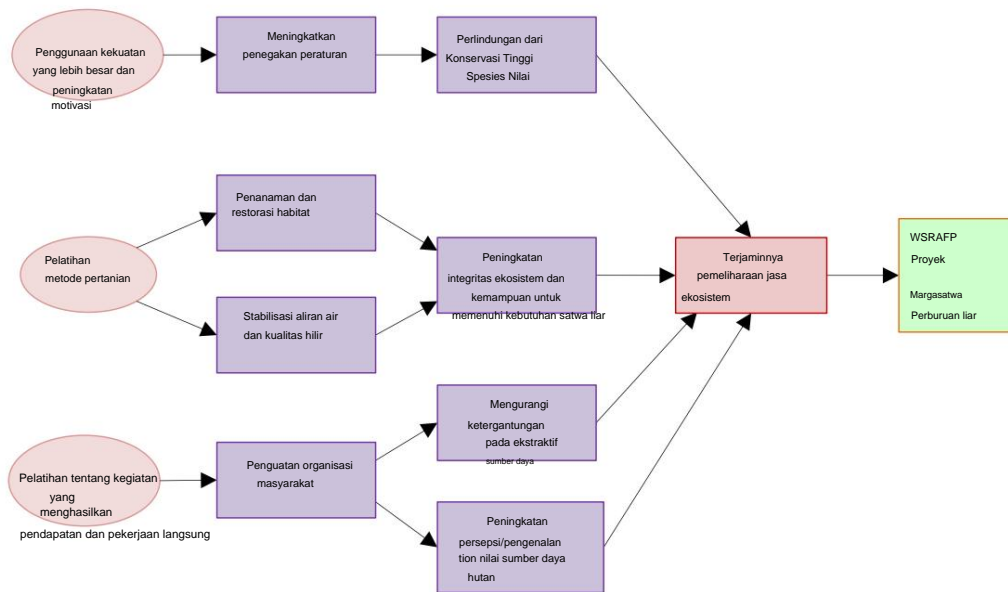 Penggunaan kekuatan
yang lebih besar dan
peningkatan
motivasi
Meningkatkan
penegakan peraturan
Perlindungan dari
Konservasi Tinggi
Spesies Nilai
Pelatihan
metode pertanian
Penanaman dan
restorasi habitat
Stabilisasi aliran air
dan kualitas hilir
Peningkatan
integritas ekosistem dan
kemampuan untuk
memenuhi kebutuhan satwa liar
Terjaminnya
pemeliharaan jasa
ekosistem
WSRAFP
Proyek
Margasatwa
Perburuan liar
Pelatihan tentang kegiatan
yang
menghasilkan
pendapatan dan pekerjaan langsung
Penguatan organisasi
masyarakat
Mengurangi
ketergantungan
pada ekstraktif
sumber daya
Peningkatan
persepsi/pengenalan
tion nilai sumber daya
hutan